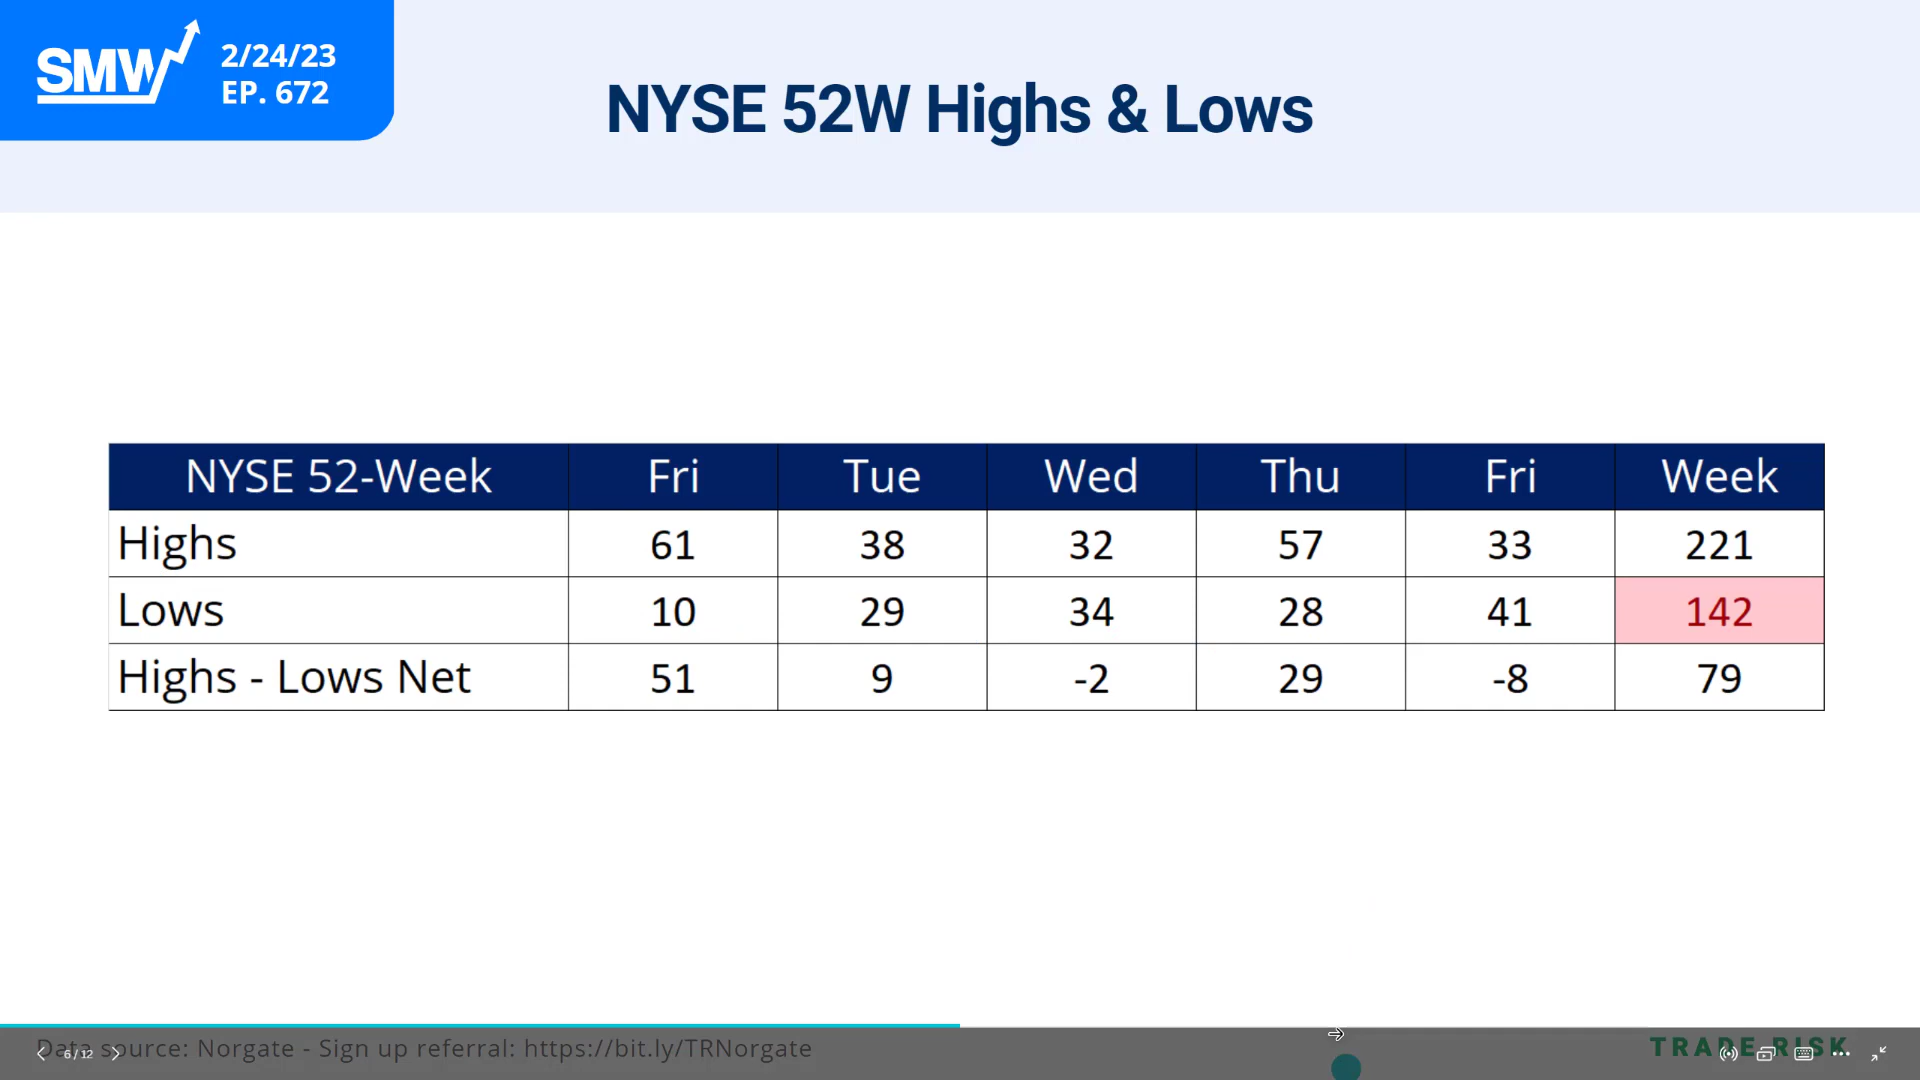 SMW
2/24/23
EP. 672
NYSE 52W Highs & Lows
NYSE 52-Week Fri Tue Wed Thu Fri Week
Highs 61 38 32 57 33 221
Lows 10 29 34 28 41 142
Highs - Lows Net 51 9 -2 29 -8 79
Data source: Norgate - Sign up referral: https://bit.ly/TRNorgate
6 / 12
TRADE RISK